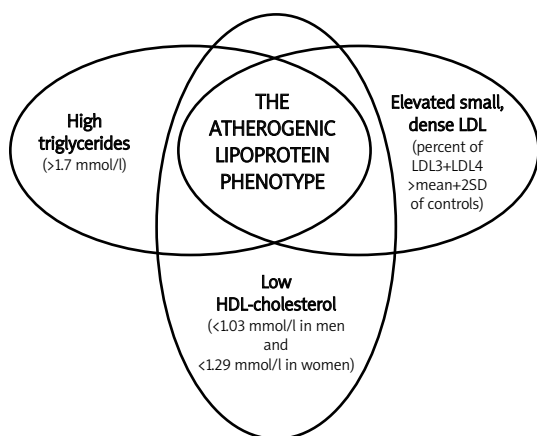 High
triglycerides
(>1.7 mmol/l)
THE
ATHEROGENIC
LIPOPROTEIN
PHENOTYPE
Elevated small,
dense LDL
(percent of
LDL3+LDL4
>mean+2SD
of controls)
Low
HDL-cholesterol
(<1.03 mmol/l in men
and
<1.29 mmol/l in women)